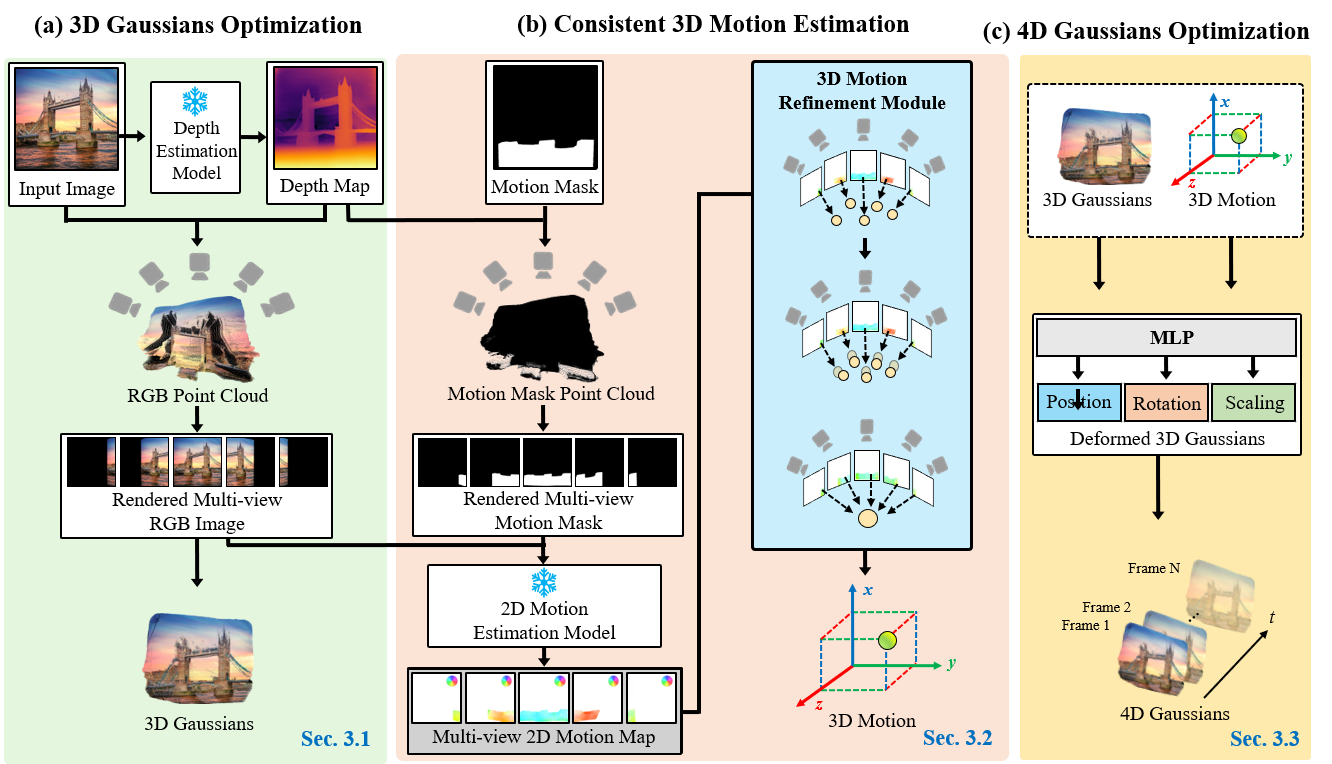 (a) 3D Gaussians Optimization
Input Image
Depth
Estimation
Model
Depth Map
RGB Point Cloud
Rendered Multi-view
RGB Image
3D Gaussians
Sec. 3.1
(b) Consistent 3D Motion Estimation
Motion Mask
Motion Mask Point Cloud
Rendered Multi-view
Motion Mask
2D Motion
Estimation Model
Multi-view 2D Motion Map
3D Motion
Refinement Module
x
y
z
3D Motion
Sec. 3.2
(c) 4D Gaussians Optimization
3D Gaussians
x
y
z
3D Motion
MLP
Position
Rotation
Scaling
Deformed 3D Gaussians
Frame N
Frame 2
Frame 1
t
4D Gaussians
Sec. 3.3